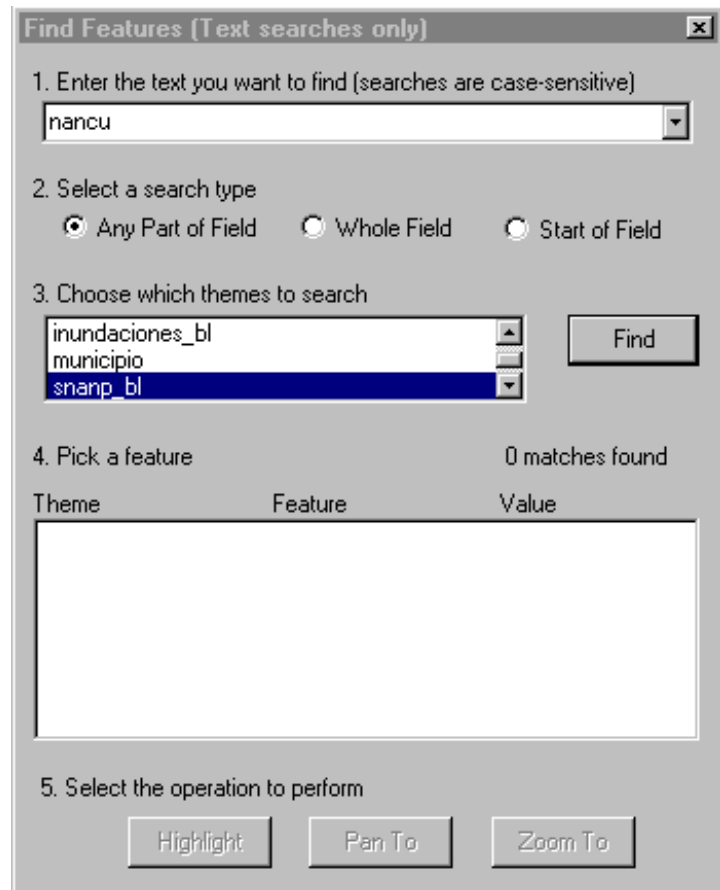 Find Features (Text searches only)
1. Enter the text you want to find (searches are case-sensitive)
nancu
2. Select a search type
Any Part of Field Whole Field Start of Field
3. Choose which themes to search
inundaciones_bl
municipio
snanp_bl
Find
4. Pick a feature 0 matches found
Theme Feature Value
5. Select the operation to perform
Highlight Pan To Zoom To